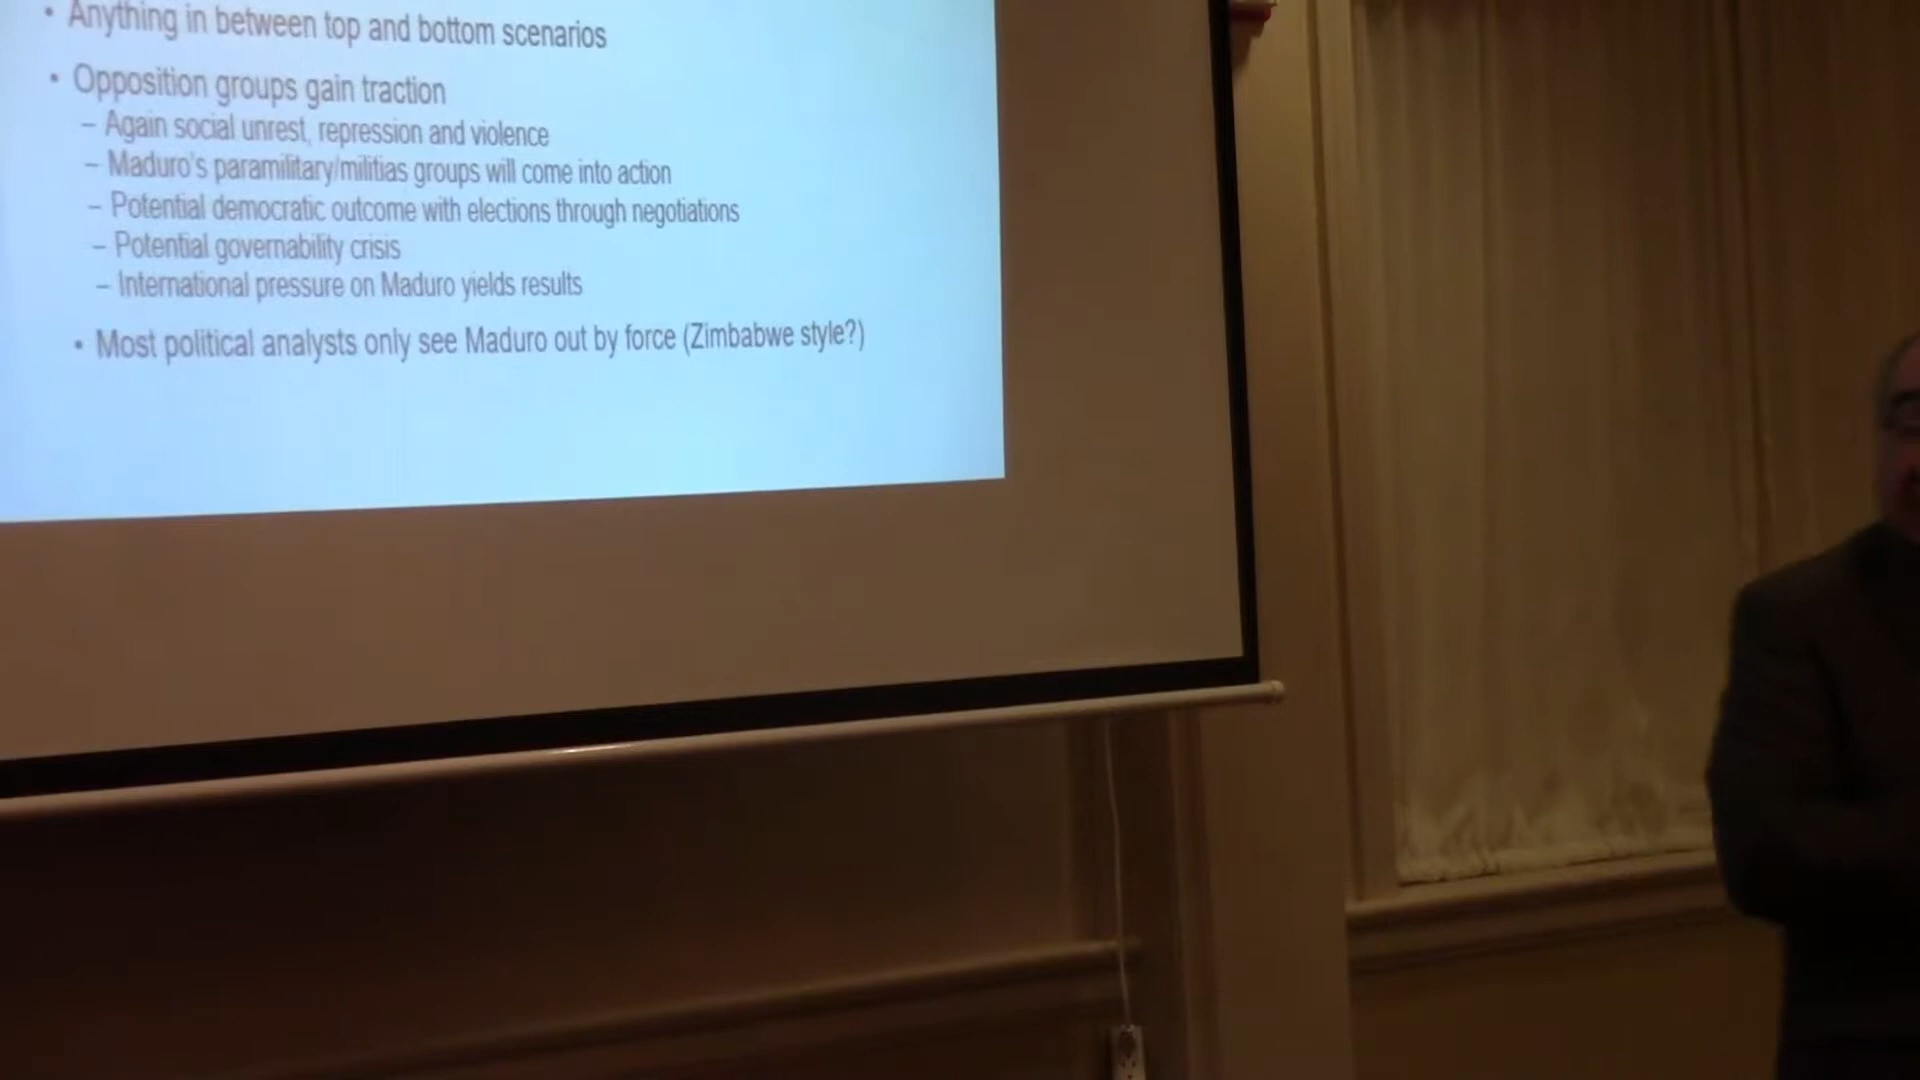 • Anything in between top and bottom scenarios
• Opposition groups gain traction
– Again social unrest, repression and violence
– Maduro's paramilitary/militias groups will come into action
– Potential democratic outcome with elections through negotiations
– Potential governability crisis
– International pressure on Maduro yields results
• Most political analysts only see Maduro out by force (Zimbabwe style?)